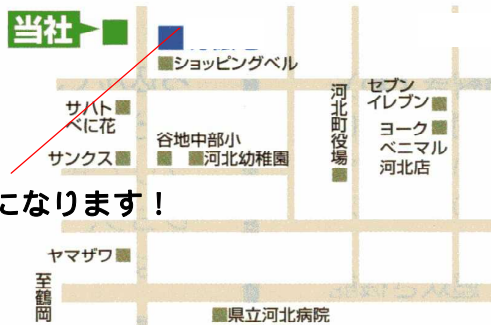 当社
ショッピングベル
サハト
べに花
サンクス
谷地中部小
河北幼稚園
河北町役場
セブン
イレブン
ヨーク
ベニマル
河北店
になります！
ヤマザワ
至鶴岡
県立河北病院